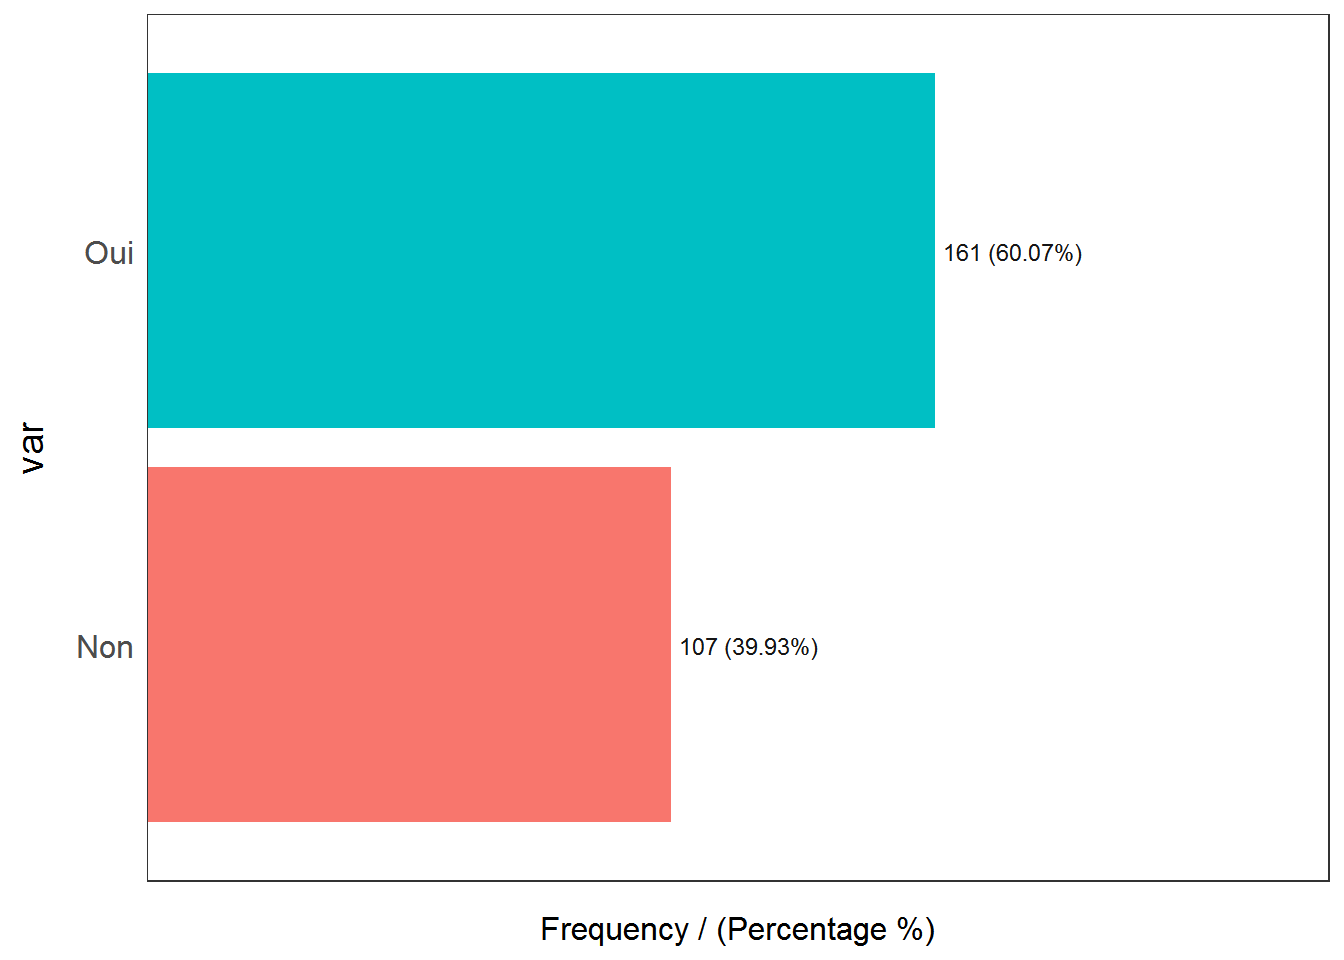 Oui
161 (60.07%)
var
Non
107 (39.93%)
Frequency / (Percentage %)